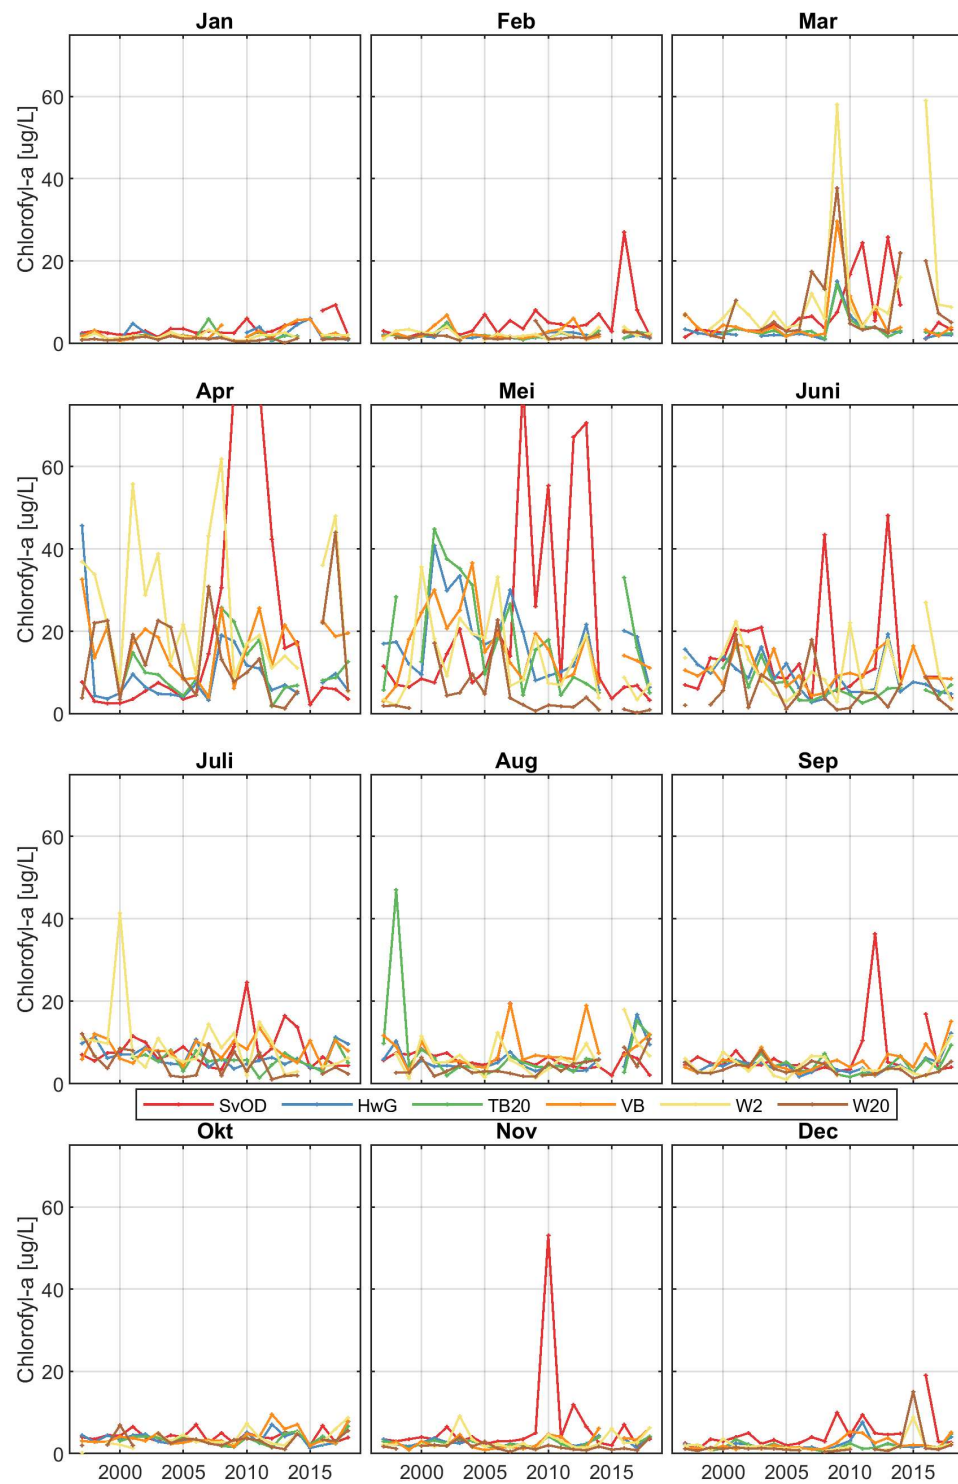 Jan Feb Mar
Chlorofyl-a [ug/L]
60
40
20
0
Apr Mei Juni
Chlorofyl-a [ug/L]
60
40
20
0
Juli Aug Sep
Chlorofyl-a [ug/L]
60
40
20
0
SvOD HwG TB20 VB W2 W20
Okt Nov Dec
Chlorofyl-a [ug/L]
60
40
20
0
2000 2005 2010 2015 2000 2005 2010 2015 2000 2005 2010 2015